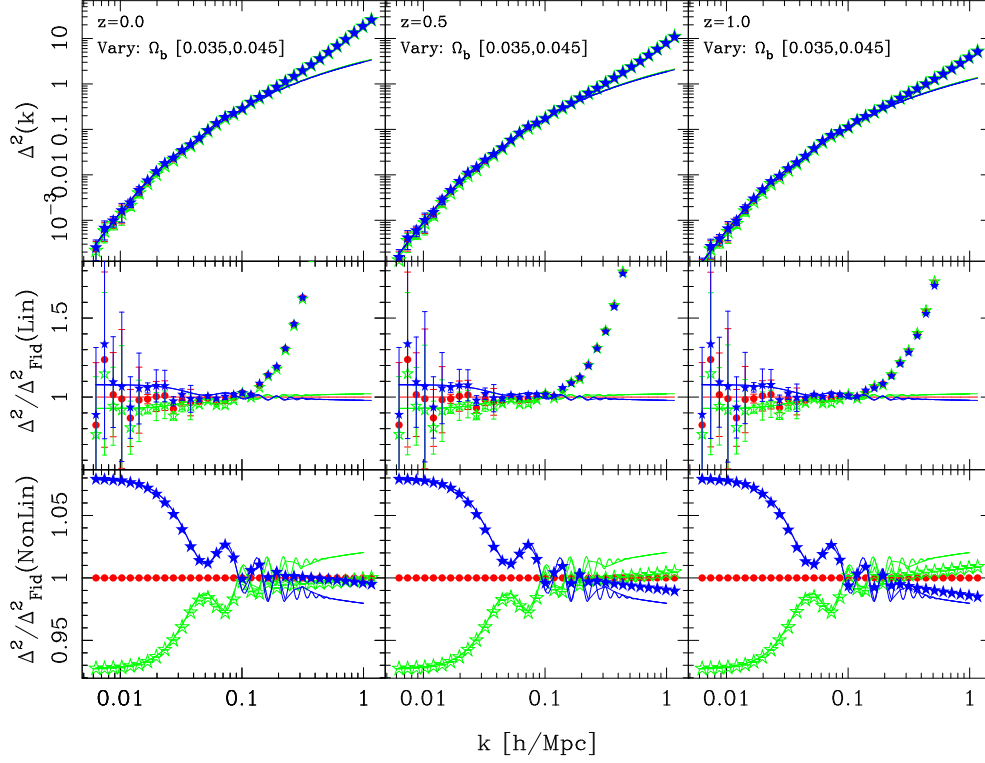 z=0.0
Vary: Ω_b [0.035,0.045]
z=0.5
Vary: Ω_b [0.035,0.045]
z=1.0
Vary: Ω_b [0.035,0.045]
Δ²(k)
10
1
0.1
0.01
10⁻³
Δ²/Δ²_Fid(Lin)
1.5
1
Δ²/Δ²_Fid(NonLin)
1.05
1
0.95
0.01 0.1 1
0.01 0.1 1
0.01 0.1 1
k [h/Mpc]